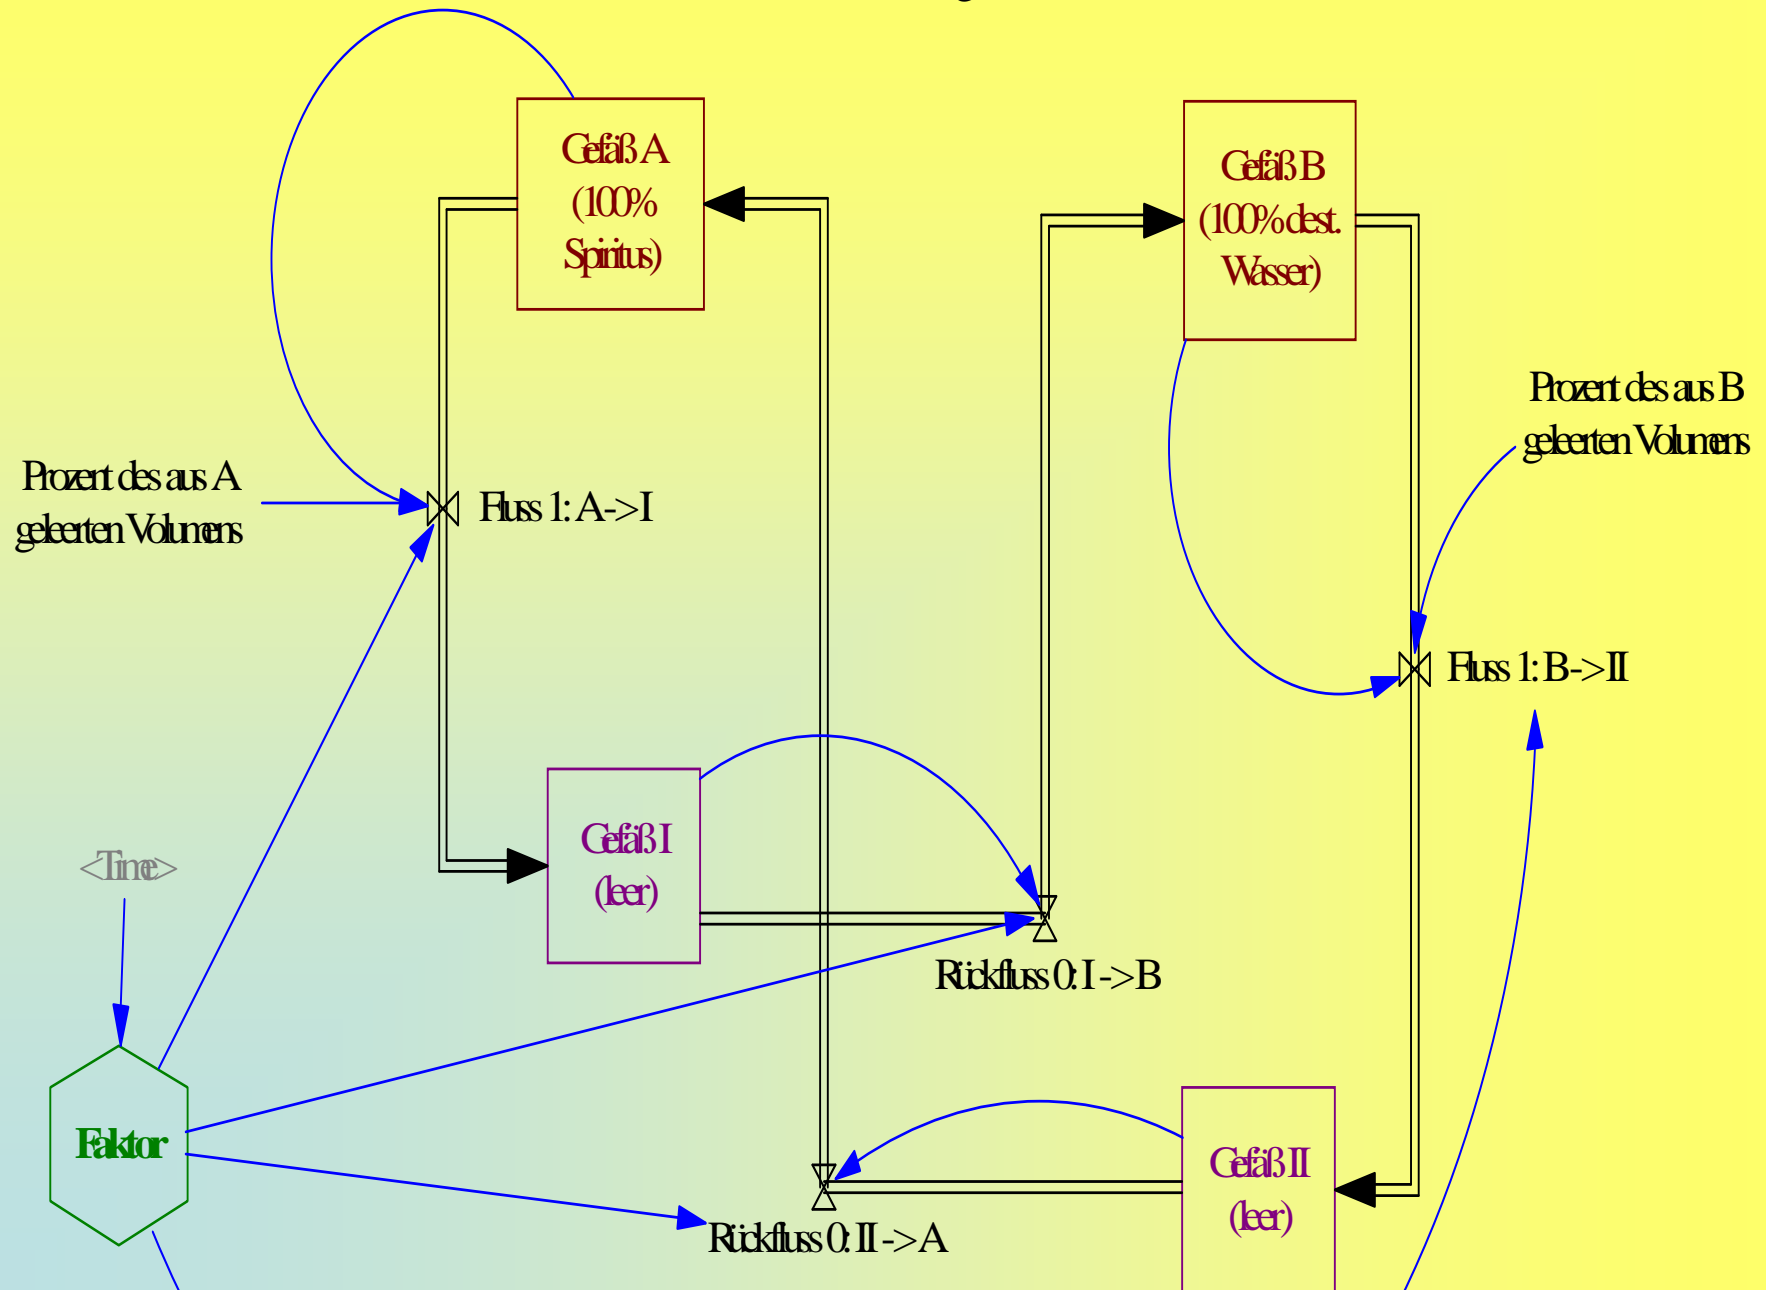 Gefäß A
(100%
Spiritus)
Gefäß B
(100% dest.
Wasser)
Prozent des aus B
geleerten Volumens
Prozent des aus A
geleerten Volumens
Fluss 1: A->I
Fluss 1: B->II
Gefäß I
(leer)
<Time>
Rückfluss 0: I ->B
Faktor
Gefäß II
(leer)
Rückfluss 0: II ->A